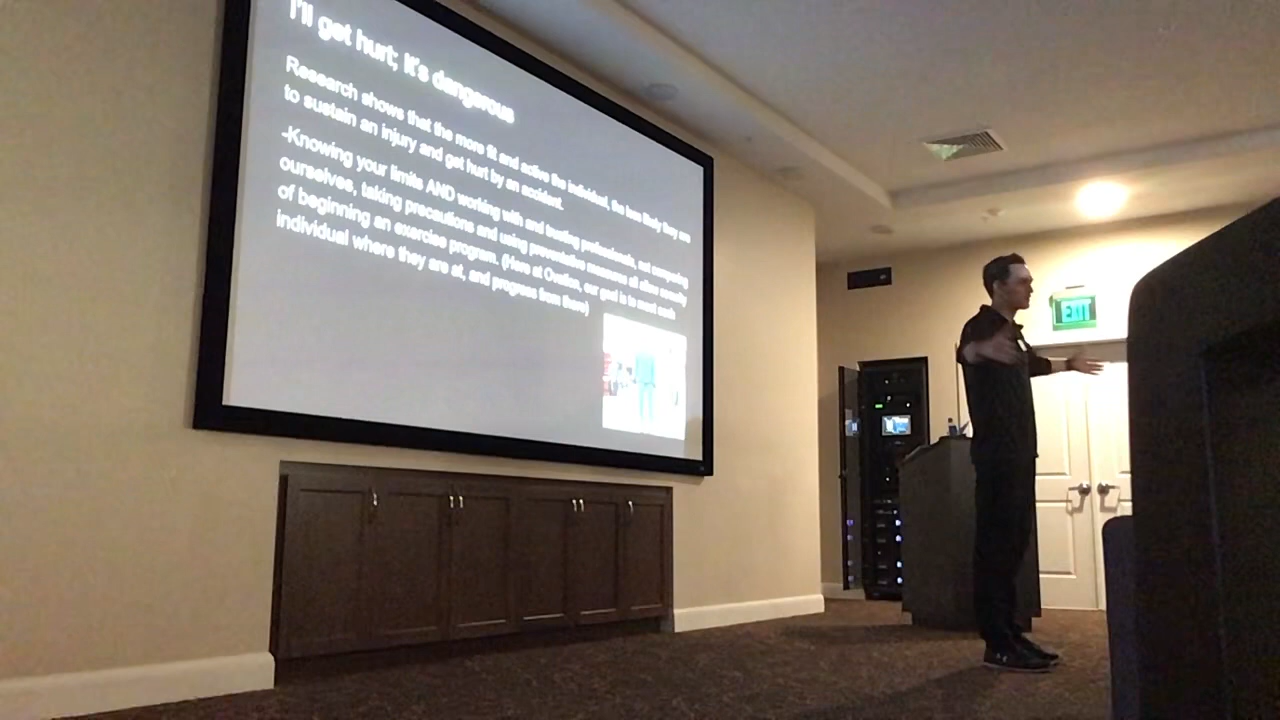 I'll get hurt; it's dangerous
Research shows that the more fit and active the individual, the less likely they are
to sustain an injury and get hurt by an accident.
-Knowing your limits AND working with and trusting professionals, not comparing
ourselves, taking precautions and using preventative measures all allow security
of beginning an exercise program. (Here at Ovation, our goal is to meet each
individual where they are at, and progress from there)
EXIT